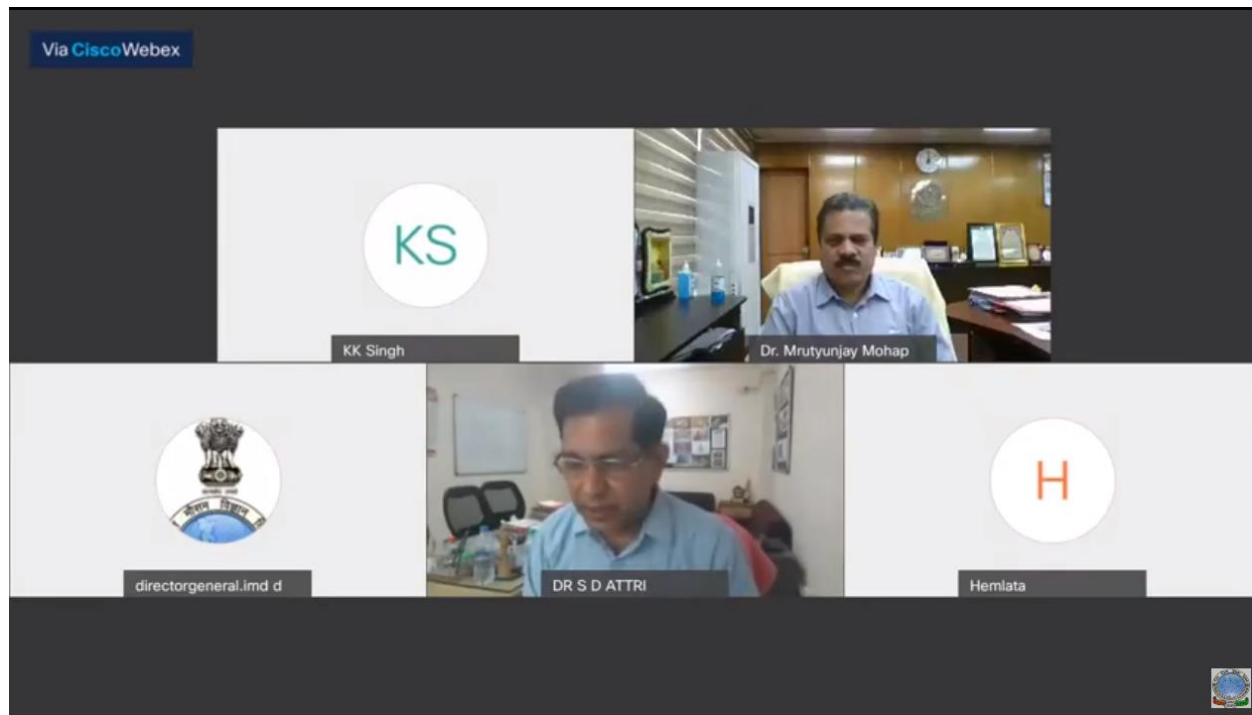 Via CiscoWebex
KS
KK Singh
Dr. Mrutyunjay Mohap
directorgeneral.imd d
DR S D ATTRI
H
Hemlata